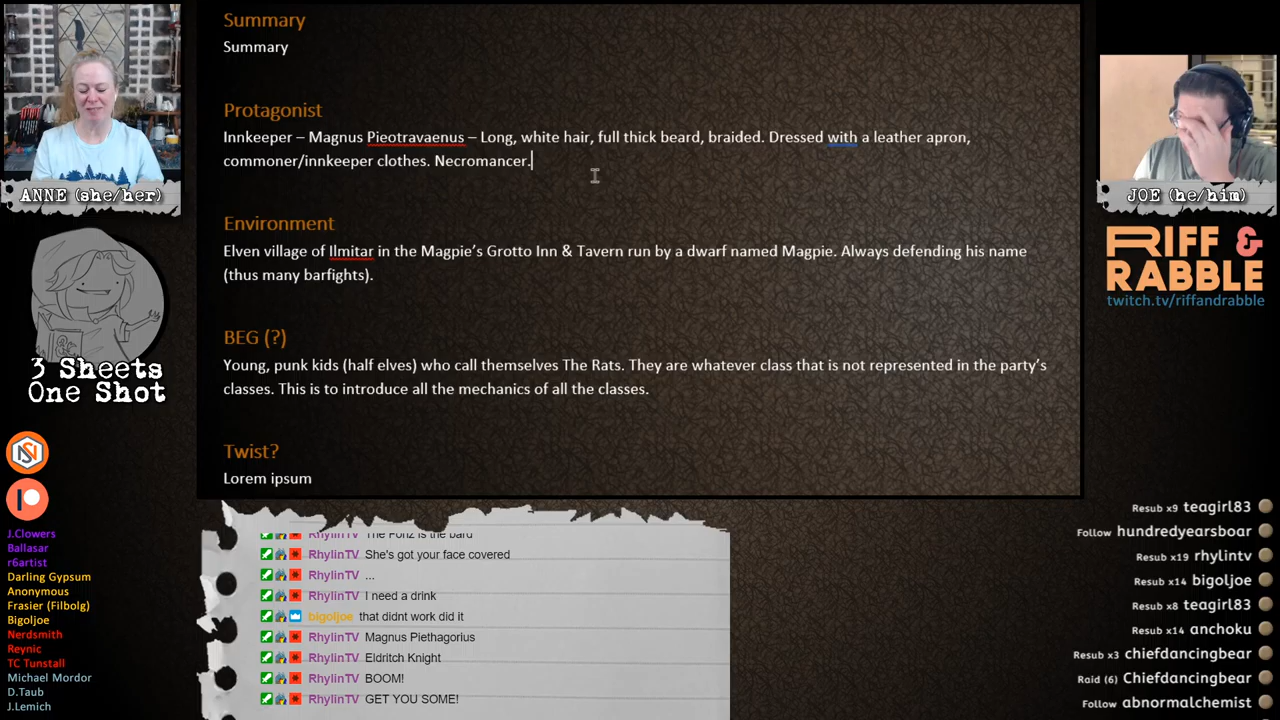 Summary
Summary
Protagonist
Innkeeper – Magnus Pieotravaenus – Long, white hair, full thick beard, braided. Dressed with a leather apron,
commoner/innkeeper clothes. Necromancer.
Environment
Elven village of Ilmitar in the Magpie’s Grotto Inn & Tavern run by a dwarf named Magpie. Always defending his name
(thus many barfights).
BEG (?)
Young, punk kids (half elves) who call themselves The Rats. They are whatever class that is not represented in the party’s
classes. This is to introduce all the mechanics of all the classes.
Twist?
Lorem ipsum
ANNE (she/her)
3 Sheets
One Shot
J.Clowers
Ballasar
r6artist
Darling Gypsum
Anonymous
Frasier (Filbolg)
Bigoljoe
Nerdsmith
Reynic
TC Tunstall
Michael Mordor
D.Taub
J.Lemich
RhylinTV The Fonz is the bard
RhylinTV She's got your face covered
RhylinTV ...
RhylinTV I need a drink
bigoljoe that didnt work did it
RhylinTV Magnus Piethagorius
RhylinTV Eldritch Knight
RhylinTV BOOM!
RhylinTV GET YOU SOME!
JOE (he/him)
RIFF &
RABBLE
twitch.tv/riffandrabble
Resub x9 teagirl83
Follow hundredyearsboar
Resub x19 rhylintv
Resub x14 bigoljoe
Resub x8 teagirl83
Resub x14 anchoku
Resub x3 chiefdancingbear
Raid (6) Chiefdancingbear
Follow abnormalchemist